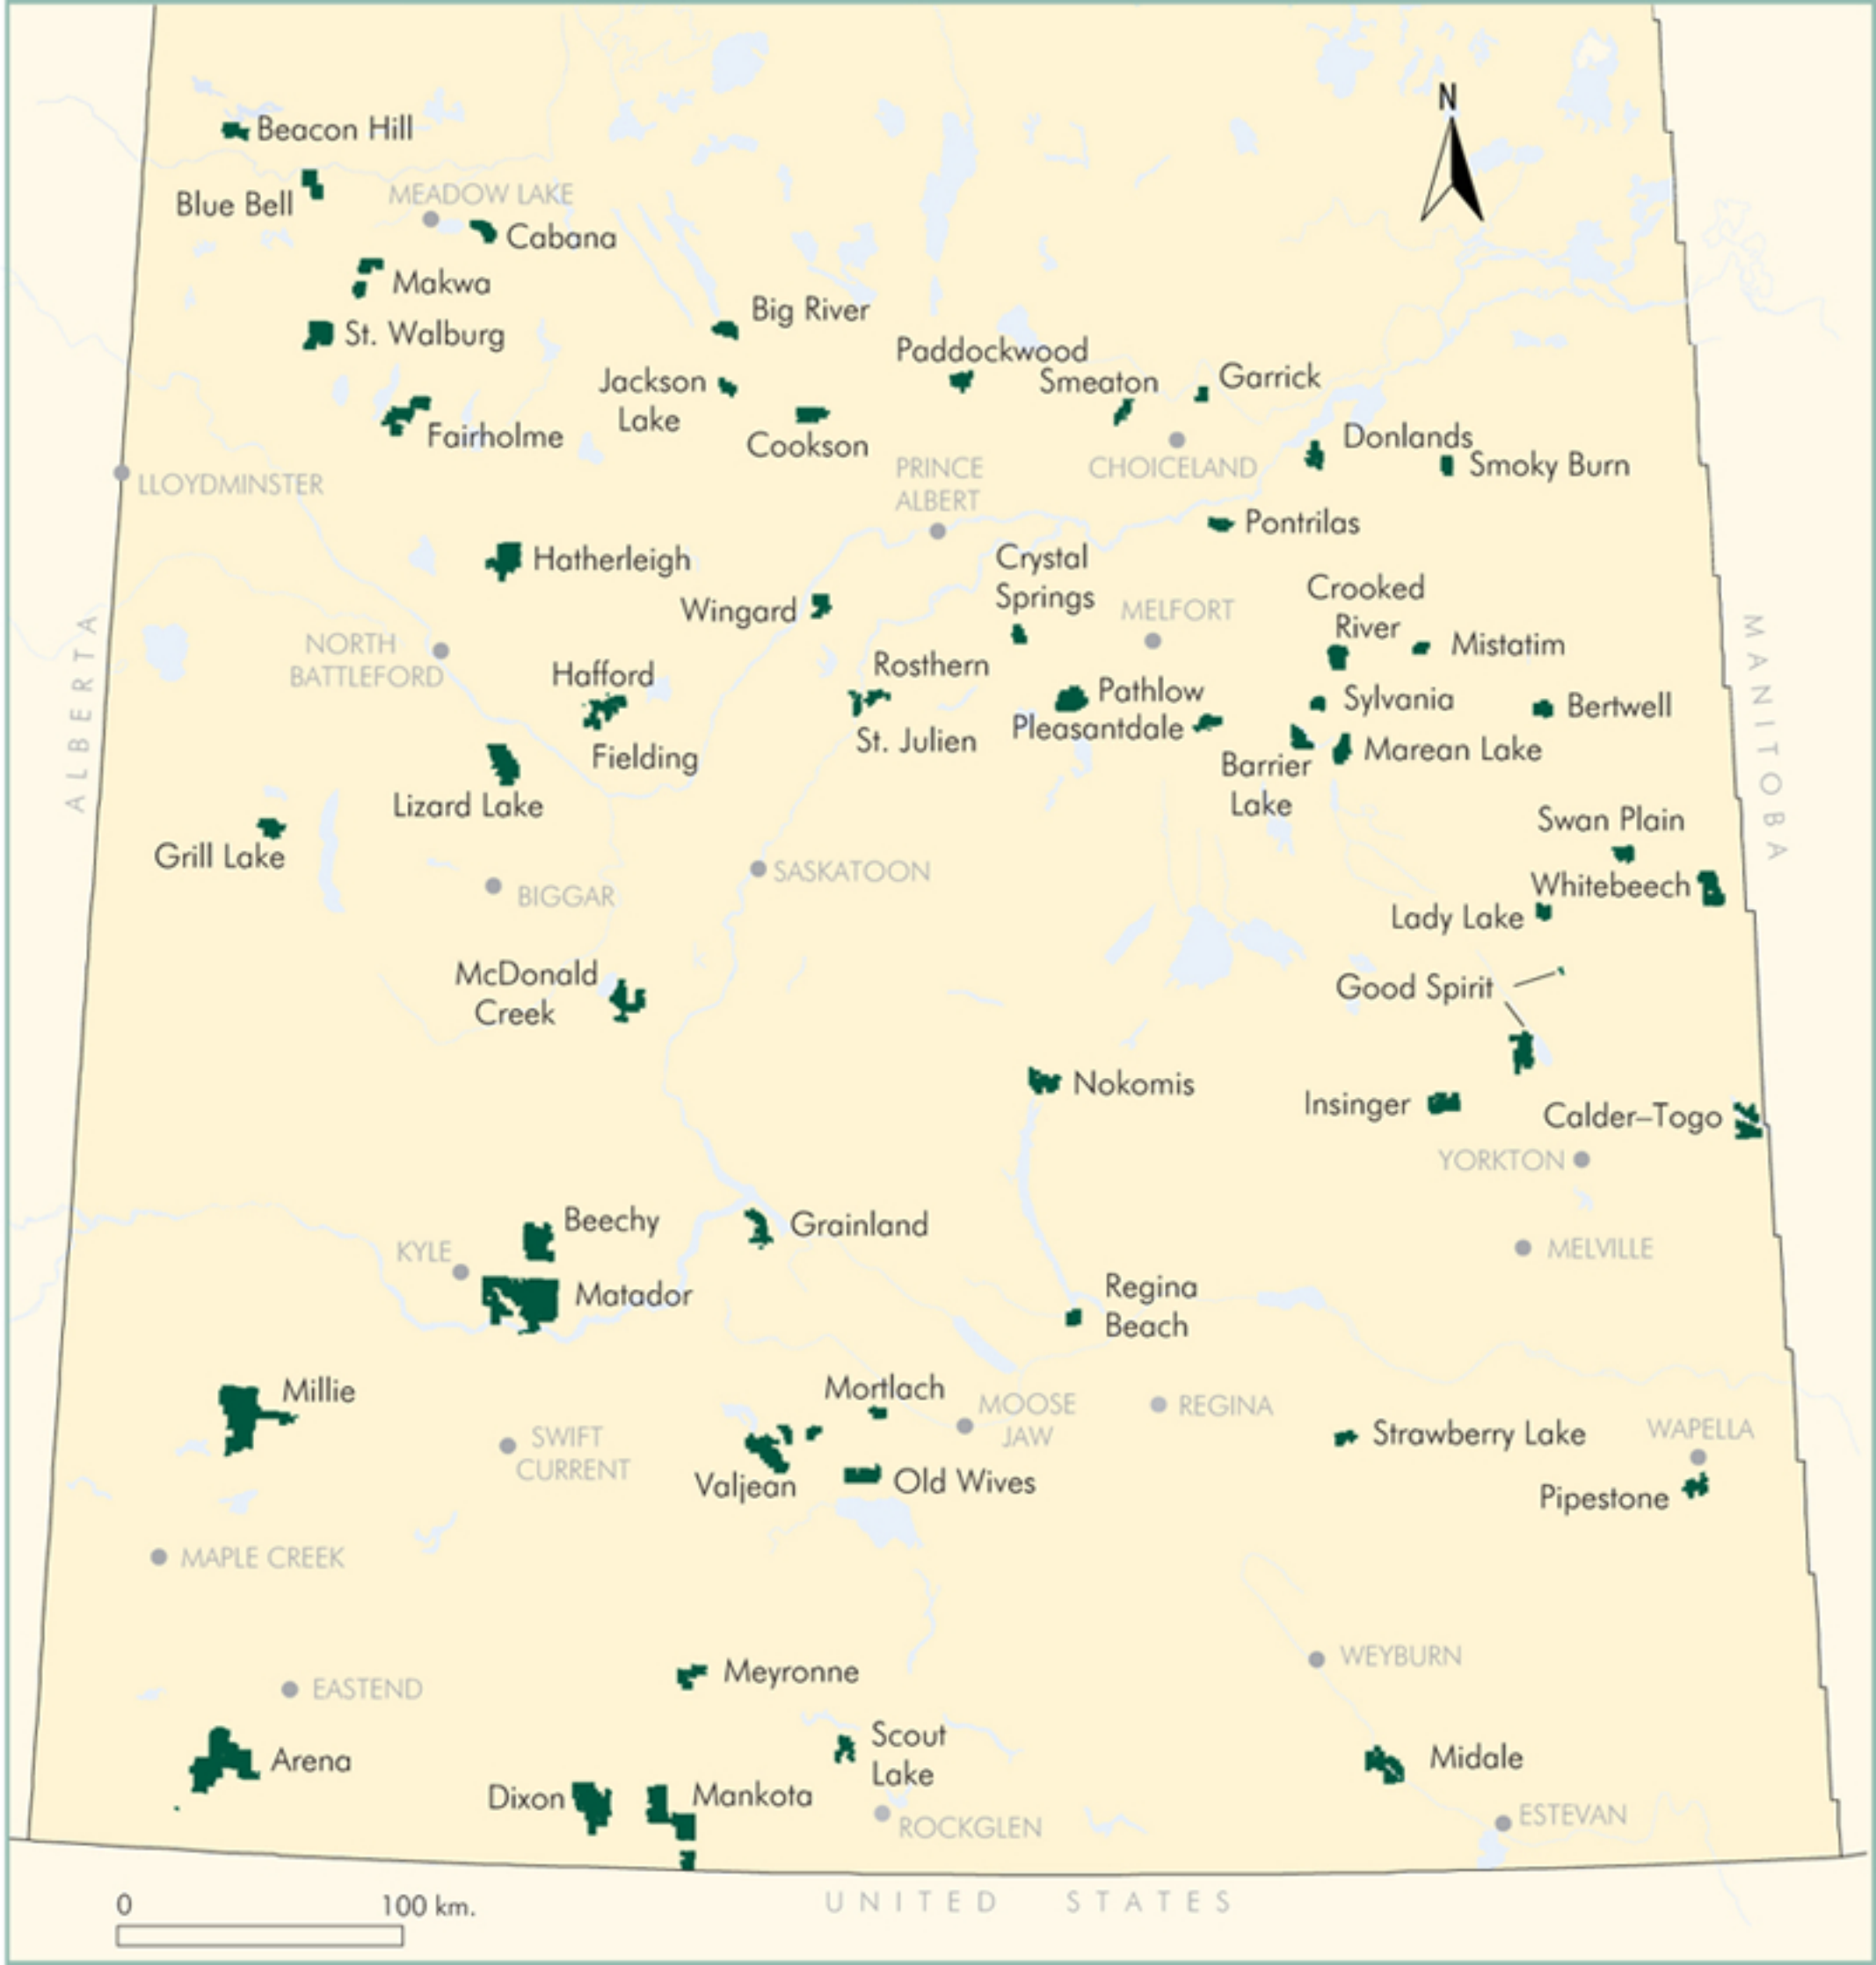 N
Beacon Hill
Blue Bell
MEADOW LAKE
Cabana
Makwa
St. Walburg
Big River
Paddockwood
Jackson
Lake
Smeaton
Garrick
Cookson
Fairholme
Donlands
Smoky Burn
LLOYDMINSTER
PRINCE
ALBERT
CHOICELAND
Pontrilas
Hatherleigh
Crystal
Springs
Wingard
MELFORT
Crooked
River
Mistatim
NORTH
BATTLEFORD
Hafford
Rosthern
Pathlow
Sylvania
Bertwell
Pleasantdale
St. Julien
Fielding
Barrier
Lake
Marean Lake
ALBERTA
MANITOBA
Lizard Lake
Grill Lake
Swan Plain
SASKATOON
BIGGAR
Whitebeech
Lady Lake
McDonald
Creek
Good Spirit
Nokomis
Insinger
Calder–Togo
YORKTON
Beechy
Grainland
KYLE
MELVILLE
Matador
Regina
Beach
Millie
Mortlach
MOOSE
JAW
REGINA
SWIFT
CURRENT
Strawberry Lake
WAPELLA
Valjean
Old Wives
Pipestone
MAPLE CREEK
WEYBURN
Meyronne
EASTEND
Scout
Lake
Arena
Midale
Dixon
Mankota
ROCKGLEN
ESTEVAN
UNITED STATES
0 100 km.